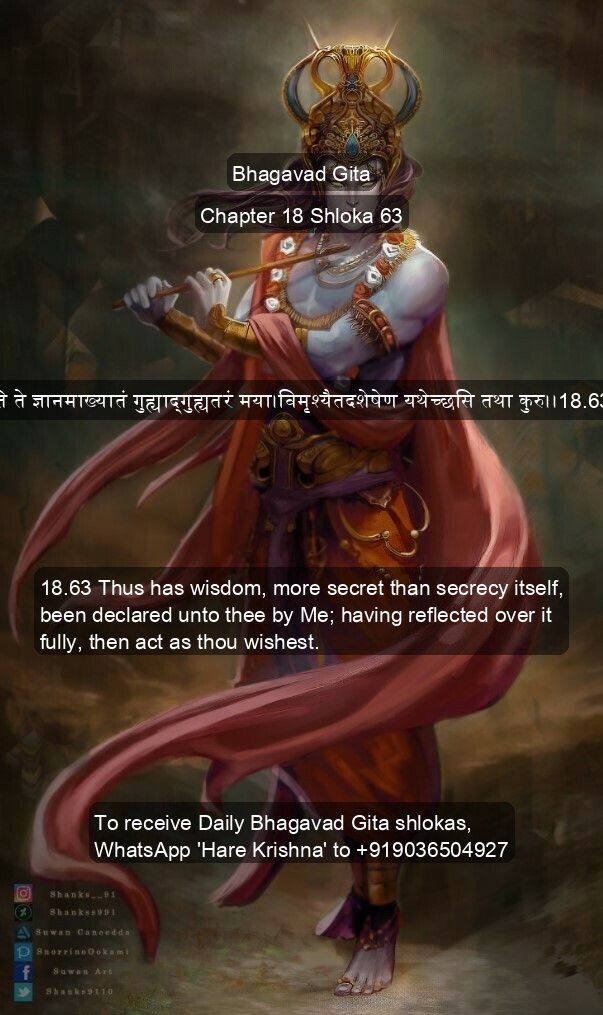 Bhagavad Gita
Chapter 18 Shloka 63
ते ज्ञानमाख्यातं गुह्याद्गुह्यतरं मया।विमृश्यैतदशेषेण यथेच्छसि तथा कुरु।।18.63
18.63 Thus has wisdom, more secret than secrecy itself,
been declared unto thee by Me; having reflected over it
fully, then act as thou wishest.
To receive Daily Bhagavad Gita shlokas,
WhatsApp 'Hare Krishna' to +919036504927
Shanks__91
Shankss991
Suwan Cancedda
SnorrinoOokami
Suwan Art
Shanks9110